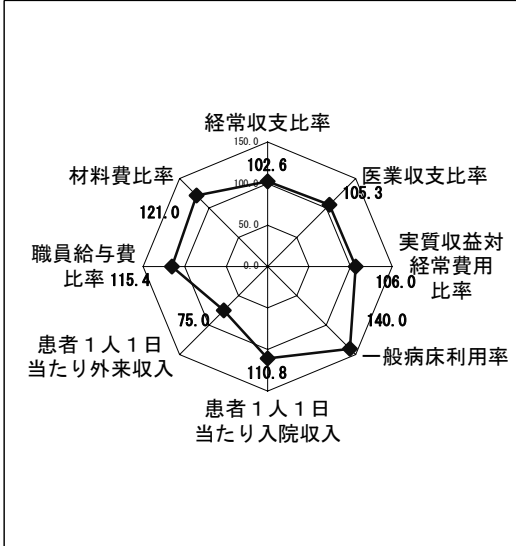 経常収支比率
150.0
102.6
100.0
50.0
0.0
医業収支比率
105.3
実質収益対
経常費用
比率
106.0
140.0
一般病床利用率
110.8
患者１人１日
当たり入院収入
75.0
患者１人１日
当たり外来収入
職員給与費
比率
115.4
材料費比率
121.0